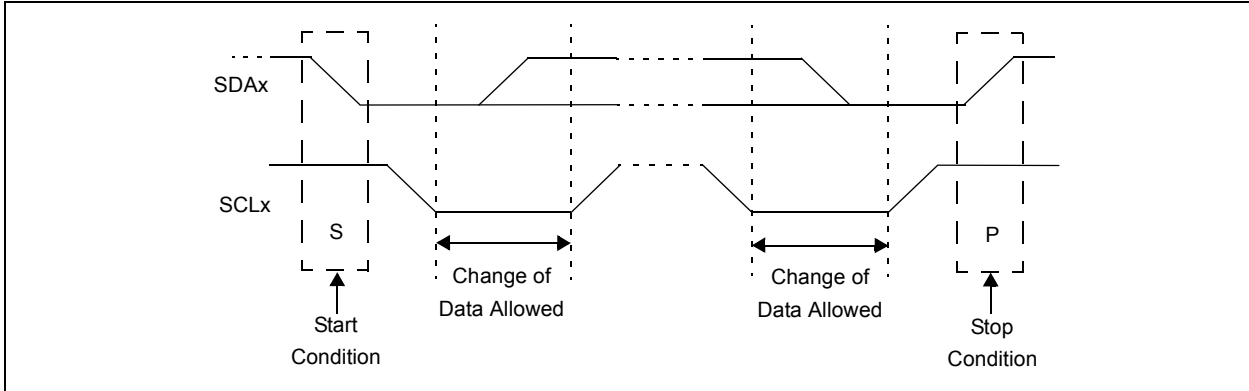 SDAx
SCLx
S
P
Change of
Data Allowed
Change of
Data Allowed
Start
Condition
Stop
Condition